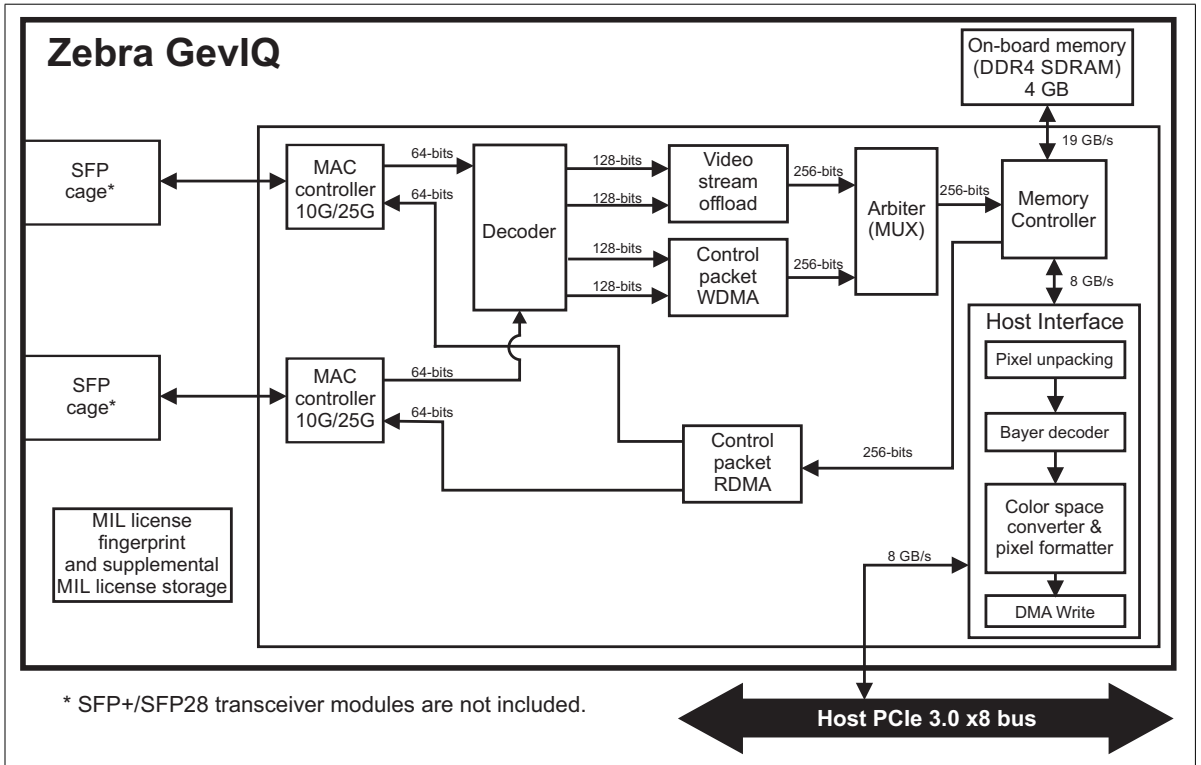 Zebra GevIQ
On-board memory
(DDR4 SDRAM)
4 GB
19 GB/s
SFP
cage*
MAC
controller
10G/25G
64-bits
64-bits
Decoder
128-bits
128-bits
128-bits
128-bits
Video
stream
offload
Control
packet
WDMA
256-bits
256-bits
Arbiter
(MUX)
256-bits
Memory
Controller
8 GB/s
Host Interface
Pixel unpacking
Bayer decoder
Color space
converter &
pixel formatter
DMA Write
SFP
cage*
MAC
controller
10G/25G
64-bits
64-bits
Control
packet
RDMA
256-bits
MIL license
fingerprint
and supplemental
MIL license storage
8 GB/s
* SFP+/SFP28 transceiver modules are not included.
Host PCIe 3.0 x8 bus